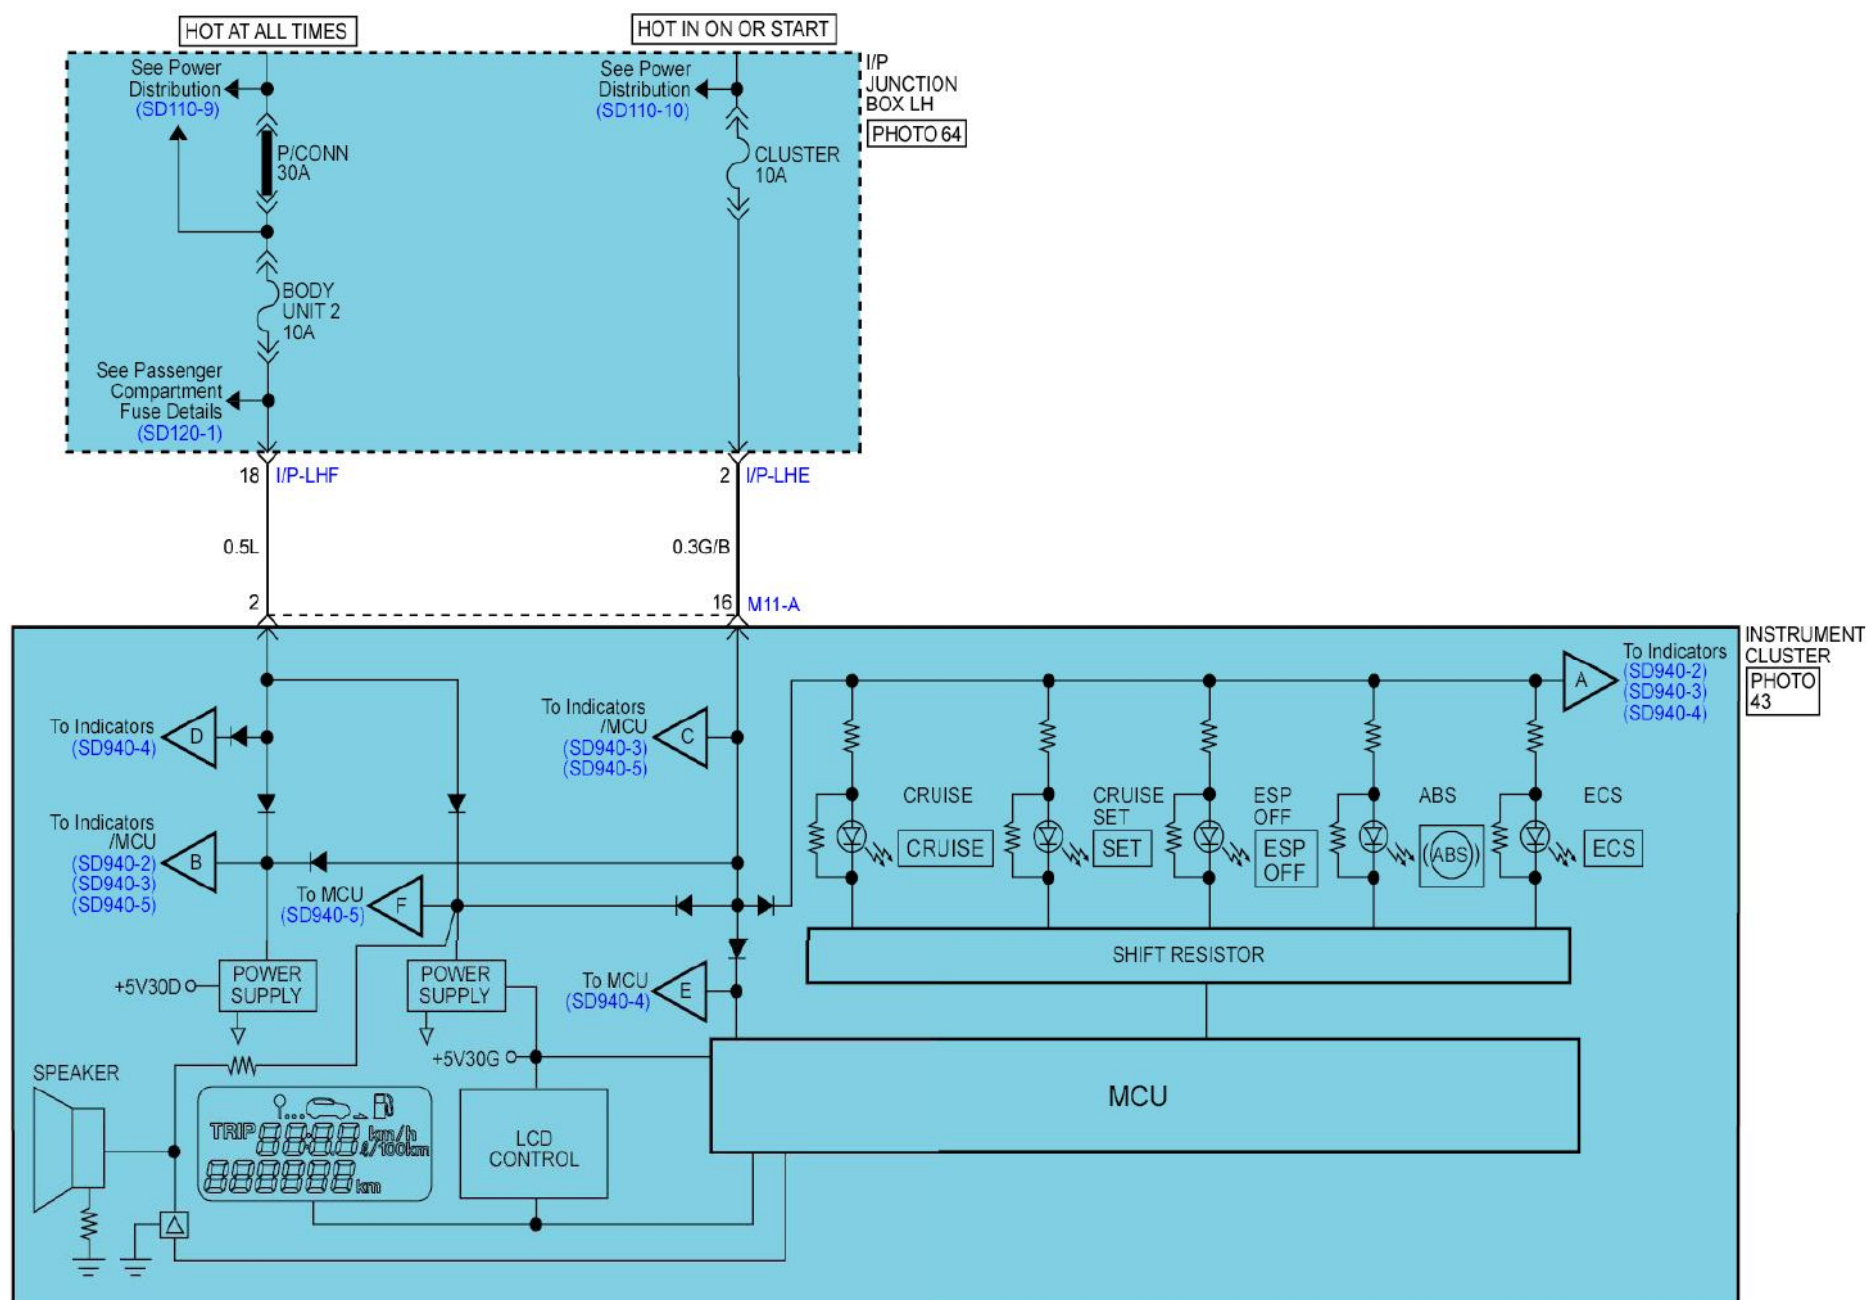 HOT AT ALL TIMES
HOT IN ON OR START
See Power
Distribution
(SD110-9)
P/CONN
30A
BODY
UNIT 2
10A
See Passenger
Compartment
Fuse Details
(SD120-1)
See Power
Distribution
(SD110-10)
CLUSTER
10A
I/P
JUNCTION
BOX LH
PHOTO 64
18 I/P-LHF
2 I/P-LHE
0.5L
0.3G/B
2
16 M11-A
INSTRUMENT
CLUSTER
PHOTO
43
To Indicators
(SD940-4)
D
To Indicators
/MCU
(SD940-3)
(SD940-5)
C
A
To Indicators
(SD940-2)
(SD940-3)
(SD940-4)
To Indicators
/MCU
(SD940-2)
(SD940-3)
(SD940-5)
B
To MCU
(SD940-5)
F
CRUISE
CRUISE
CRUISE
SET
SET
ESP
OFF
ESP
OFF
ABS
(ABS)
ECS
ECS
SHIFT RESISTOR
+5V30D
POWER
SUPPLY
POWER
SUPPLY
To MCU
(SD940-4)
E
+5V30G
MCU
SPEAKER
TRIP 88:8.8 km/h
ℓ/100km
888888 km
LCD
CONTROL